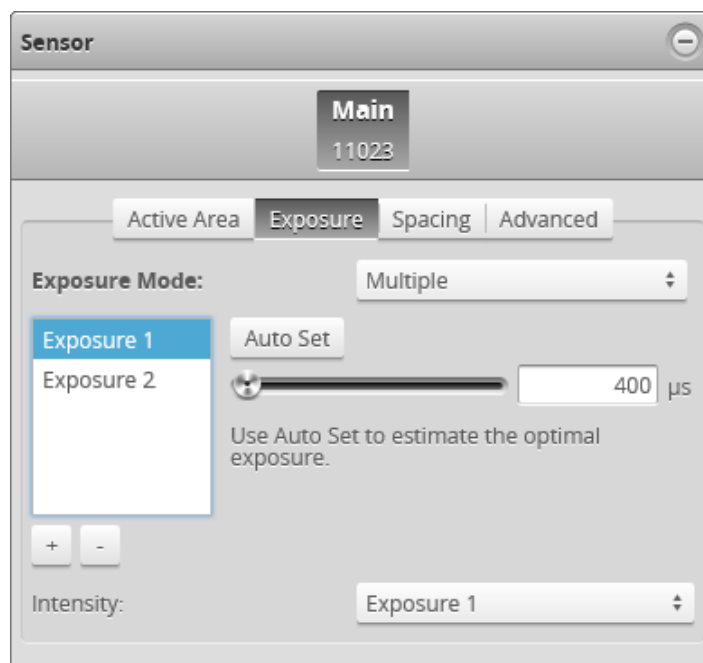 Sensor
Main
11023
Active Area Exposure Spacing Advanced
Exposure Mode: Multiple
Exposure 1 Auto Set
Exposure 2 400 µs
Use Auto Set to estimate the optimal
exposure.
+ -
Intensity: Exposure 1